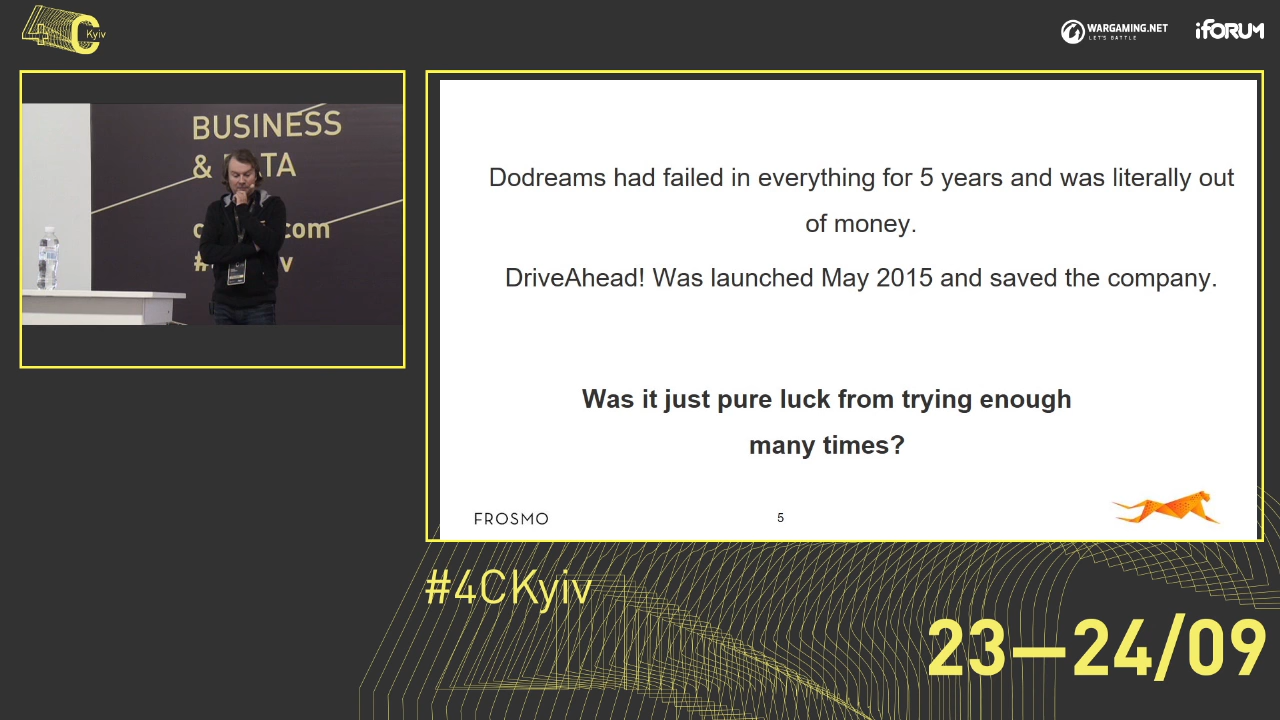 4C Kyiv
WARGAMING.NET
LET'S BATTLE
iFORUM
BUSINESS
& TA
com
Dodreams had failed in everything for 5 years and was literally out
of money.
DriveAhead! Was launched May 2015 and saved the company.
Was it just pure luck from trying enough
many times?
FROSMO
5
#4CKyiv
23—24/09